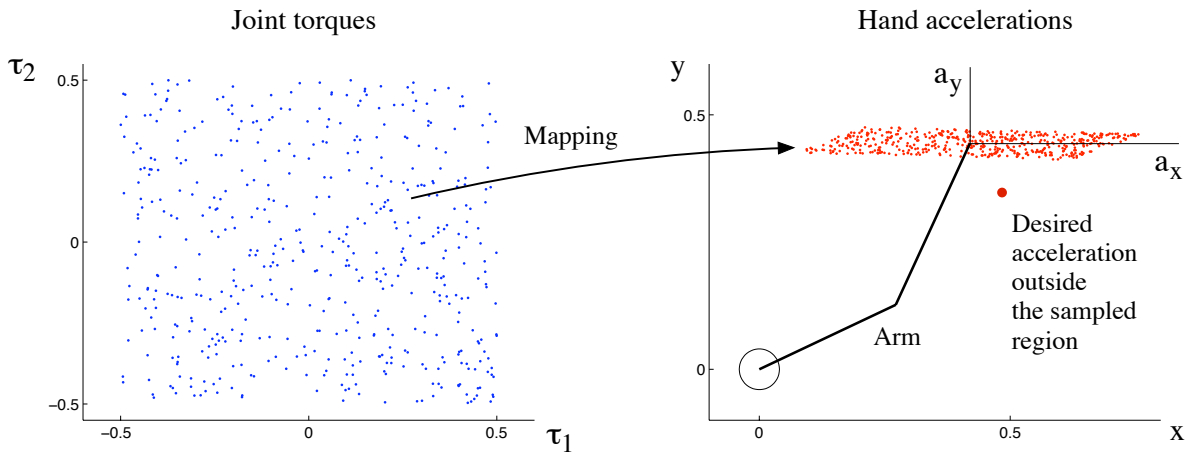 Joint torques
Hand accelerations
τ2
0.5
0
−0.5
−0.5
0
0.5
τ1
Mapping
y
0.5
0
0
0.5
x
ay
ax
Desired
acceleration
outside
the sampled
region
Arm